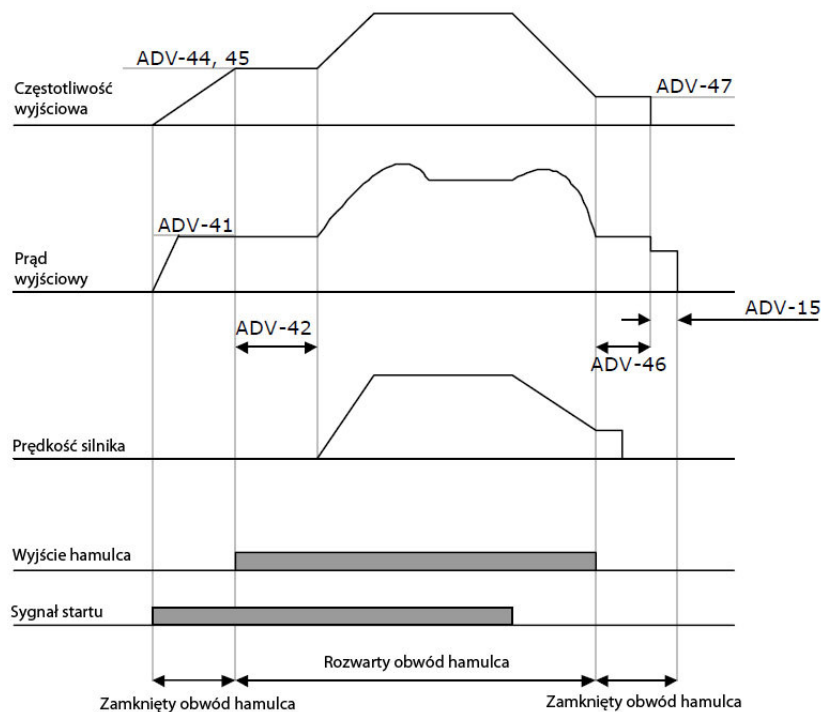 ADV-44, 45
Częstotliwość
wyjściowa
ADV-47
ADV-41
Prąd
wyjściowy
ADV-15
ADV-42
ADV-46
Prędkość silnika
Wyjście hamulca
Sygnał startu
Rozwarty obwód hamulca
Zamknięty obwód hamulca
Zamknięty obwód hamulca